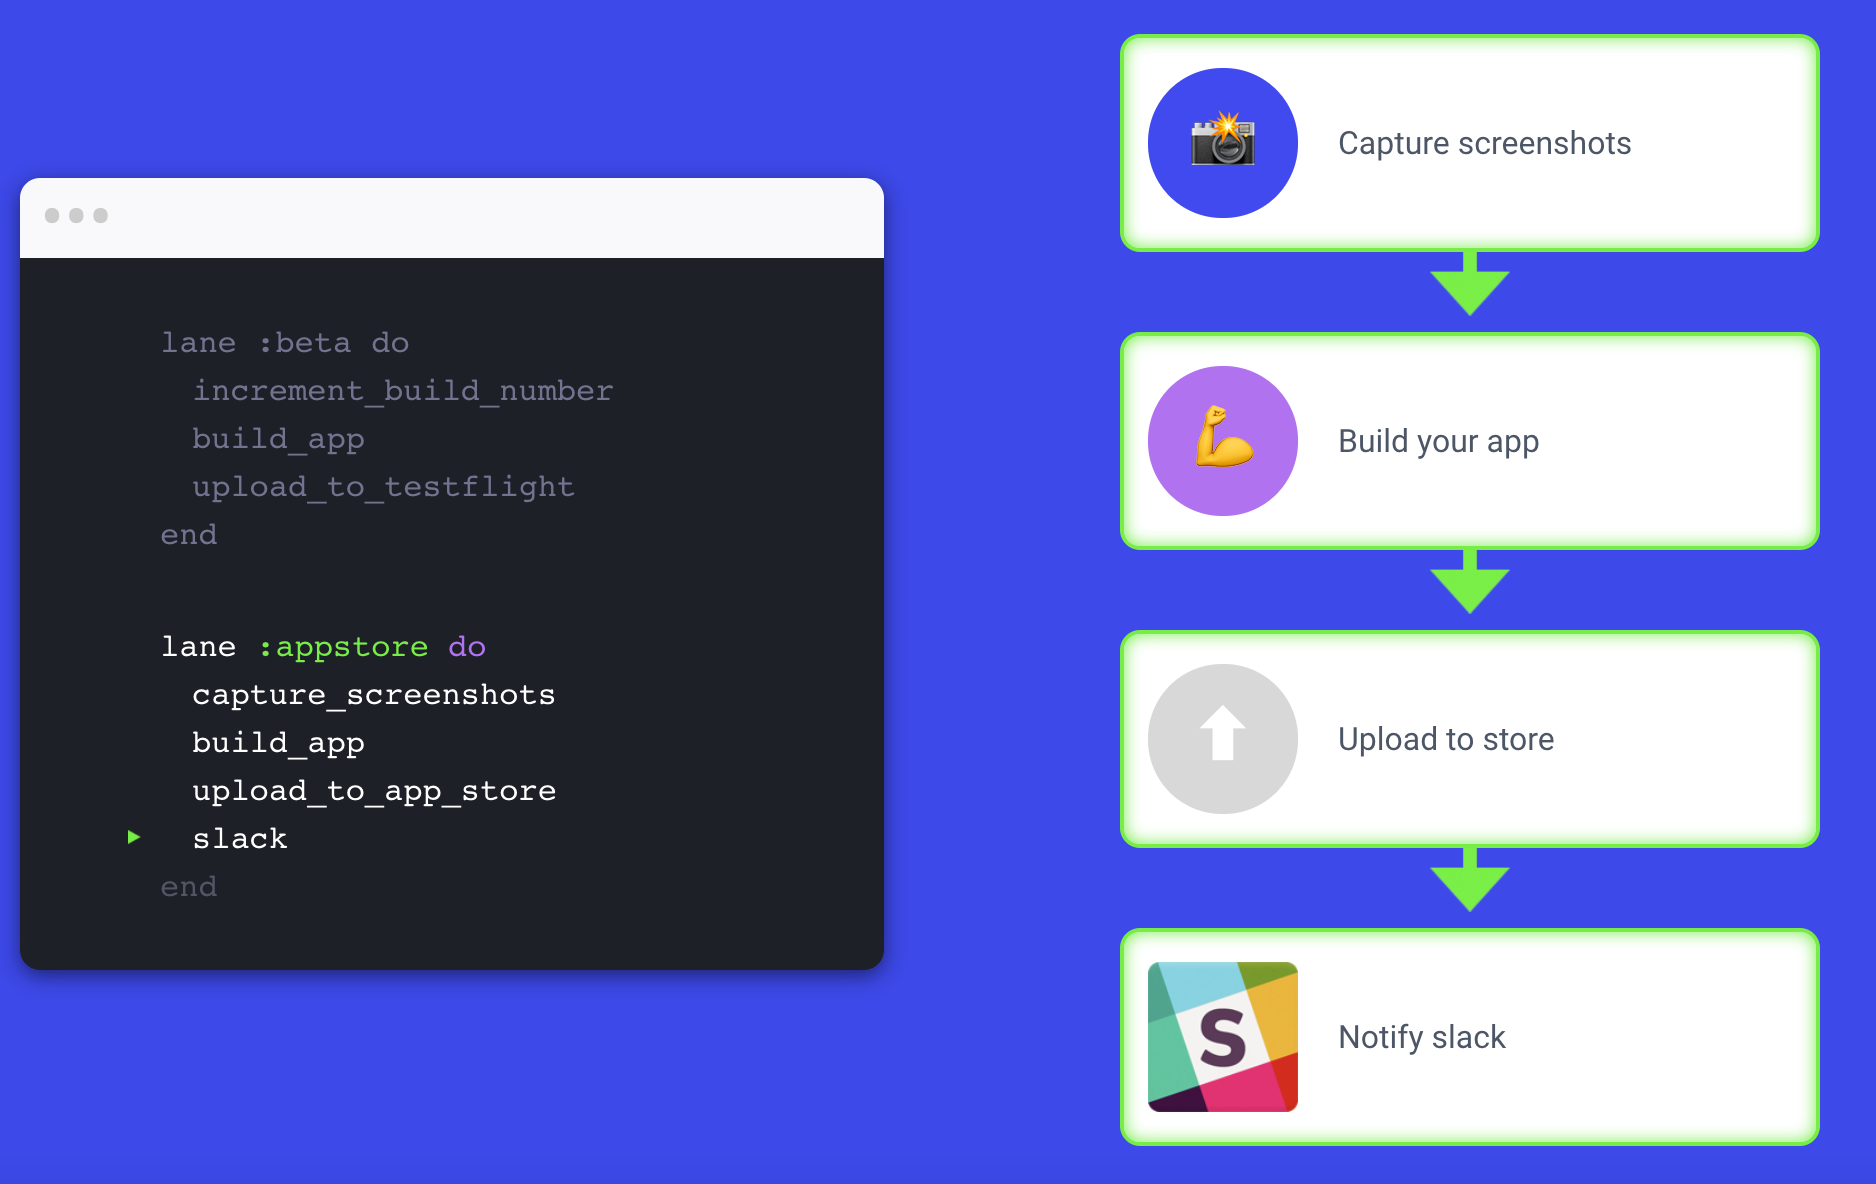 lane :beta do
increment_build_number
build_app
upload_to_testflight
end
lane :appstore do
capture_screenshots
build_app
upload_to_app_store
slack
end
Capture screenshots
Build your app
Upload to store
S
Notify slack